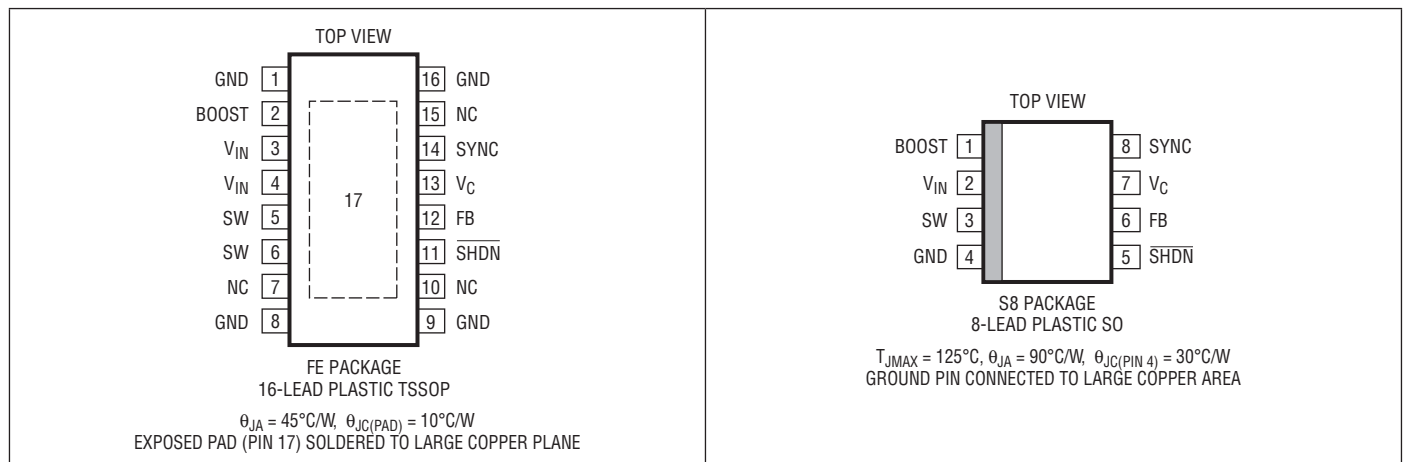 TOP VIEW
GND 1
BOOST 2
VIN 3
VIN 4
SW 5
SW 6
NC 7
GND 8
16 GND
15 NC
14 SYNC
13 VC
12 FB
11 SHDN
10 NC
9 GND
17
FE PACKAGE
16-LEAD PLASTIC TSSOP
θJA = 45°C/W, θJC(PAD) = 10°C/W
EXPOSED PAD (PIN 17) SOLDERED TO LARGE COPPER PLANE
TOP VIEW
BOOST 1
VIN 2
SW 3
GND 4
8 SYNC
7 VC
6 FB
5 SHDN
S8 PACKAGE
8-LEAD PLASTIC SO
TJMAX = 125°C, θJA = 90°C/W, θJC(PIN 4) = 30°C/W
GROUND PIN CONNECTED TO LARGE COPPER AREA